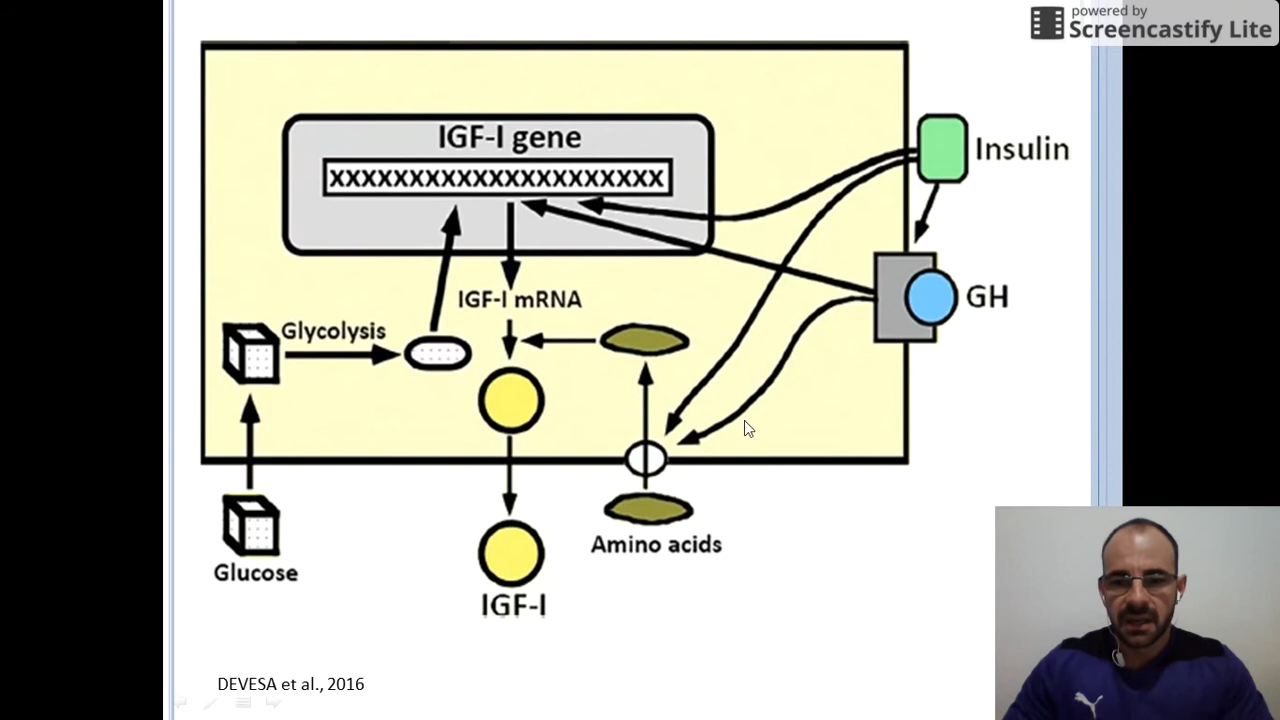 powered by
Screencastify Lite
IGF-I gene
XXXXXXXXXXXXXXXXXXXXX
Insulin
GH
IGF-I mRNA
Glycolysis
Amino acids
Glucose
IGF-I
DEVESA et al., 2016